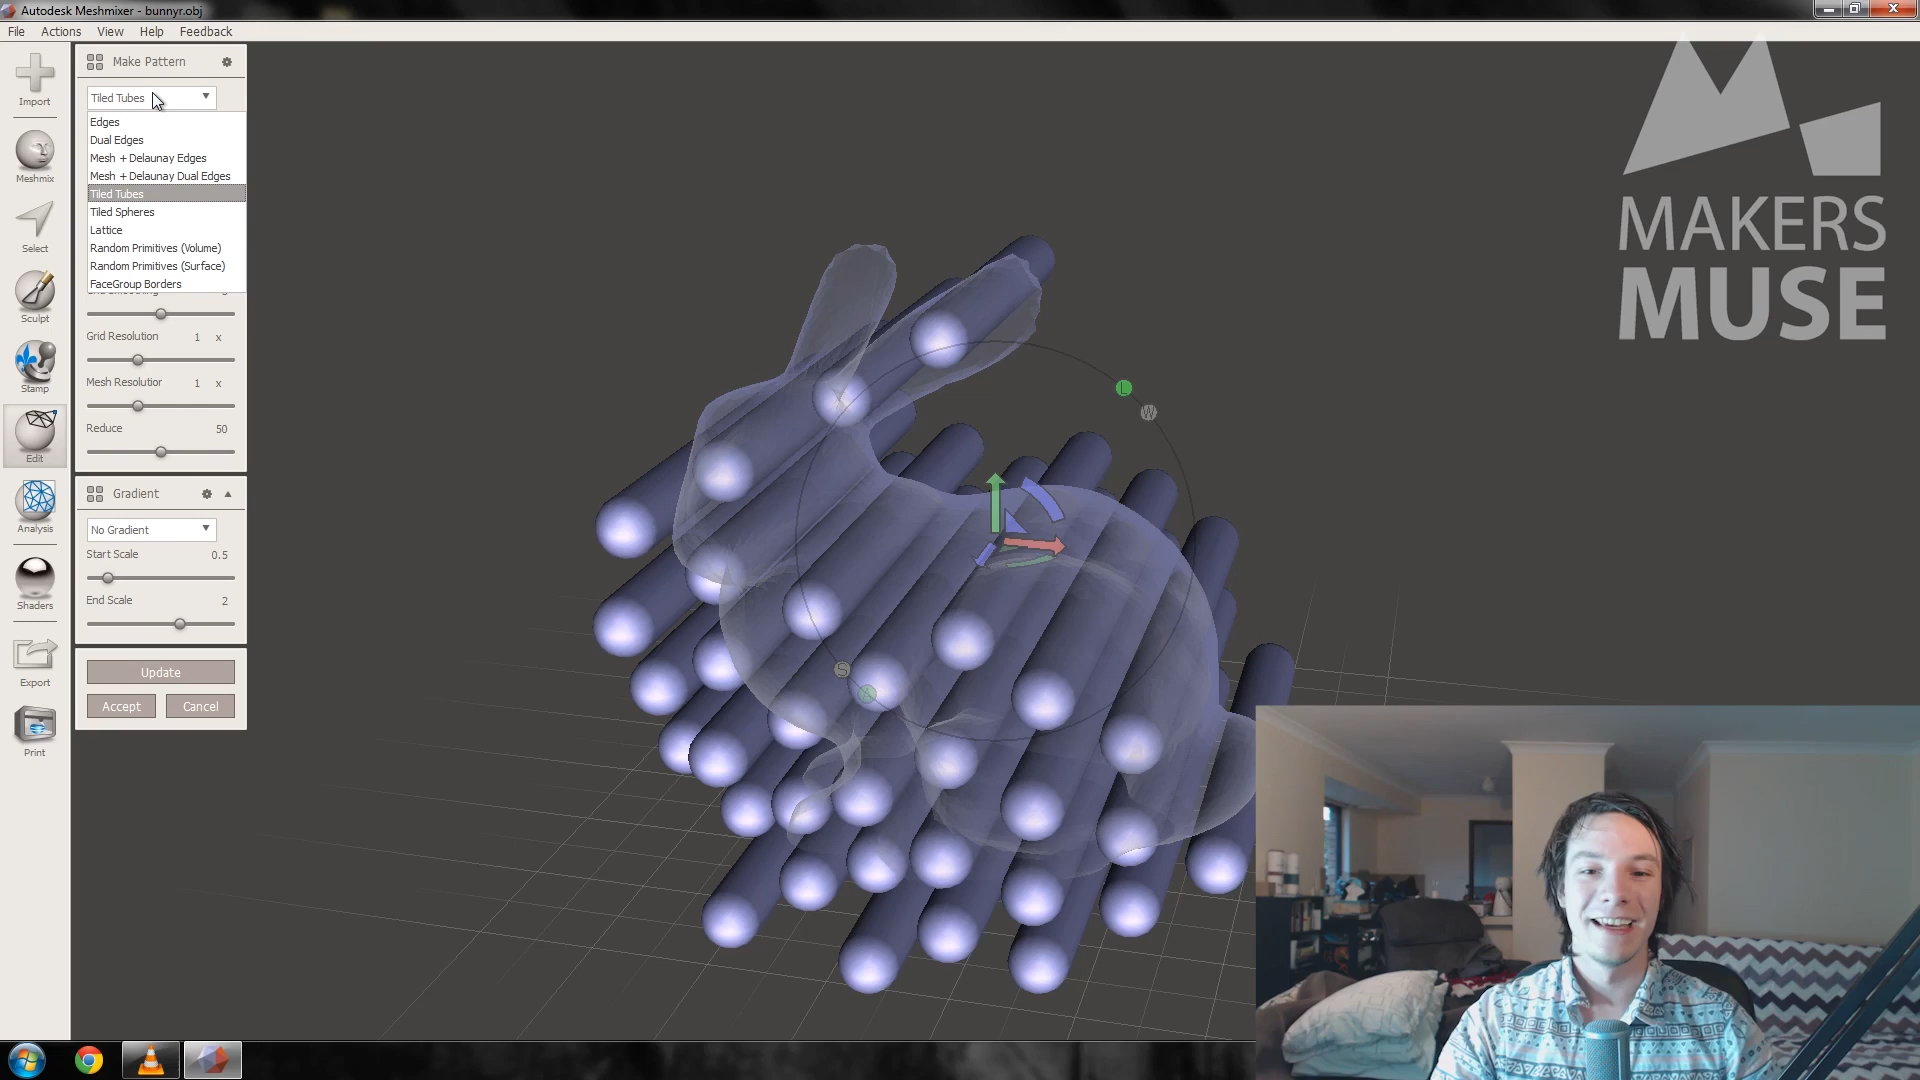 Autodesk Meshmixer - bunnyr.obj
File Actions View Help Feedback
Import
Meshmix
Select
Sculpt
Stamp
Edit
Analysis
Shaders
Export
Print
Make Pattern
Tiled Tubes
Edges
Dual Edges
Mesh + Delaunay Edges
Mesh + Delaunay Dual Edges
Tiled Tubes
Tiled Spheres
Lattice
Random Primitives (Volume)
Random Primitives (Surface)
FaceGroup Borders
Grid Resolution 1 x
Mesh Resolution 1 x
Reduce 50
Gradient
No Gradient
Start Scale 0.5
End Scale 2
Update
Accept Cancel
L
W
S
A
MAKERS
MUSE